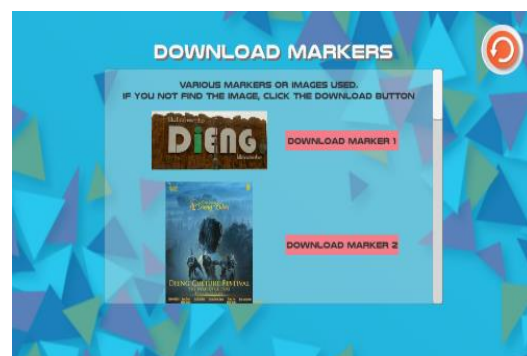 DOWNLOAD MARKERS
VARIOUS MARKERS OR IMAGES USED.
IF YOU NOT FIND THE IMAGE, CLICK THE DOWNLOAD BUTTON
DiENG
DOWNLOAD MARKER 1
DIENG CULTURE FESTIVAL
DOWNLOAD MARKER 2